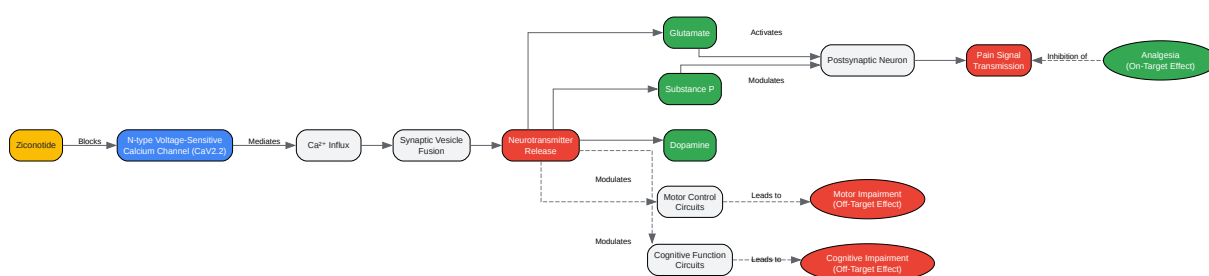 Ziconotide
Blocks
N-type Voltage-Sensitive
Calcium Channel (CaV2.2)
Mediates
Ca²⁺ Influx
Synaptic Vesicle
Fusion
Neurotransmitter
Release
Glutamate
Activates
Substance P
Modulates
Postsynaptic Neuron
Pain Signal
Transmission
Inhibition of
Analgesia
(On-Target Effect)
Dopamine
Modulates
Motor Control
Circuits
Leads to
Motor Impairment
(Off-Target Effect)
Modulates
Cognitive Function
Circuits
Leads to
Cognitive Impairment
(Off-Target Effect)